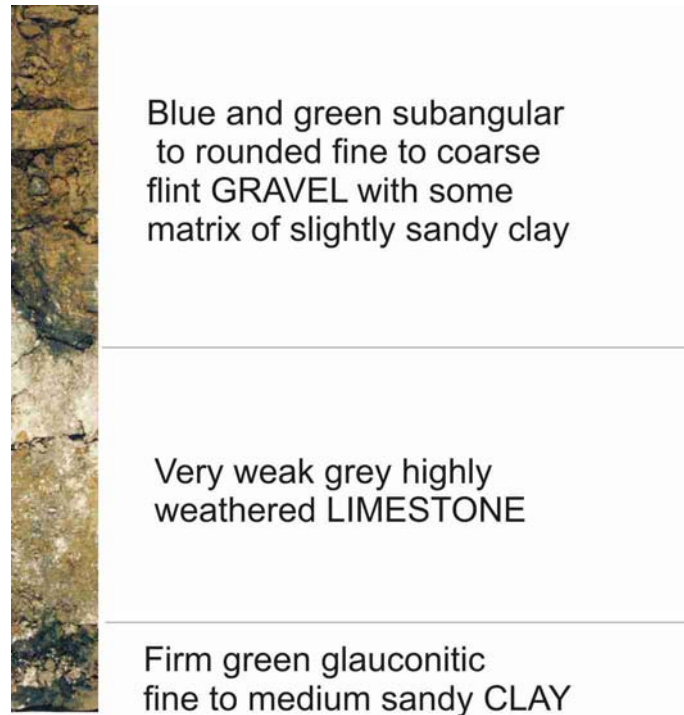 Blue and green subangular
to rounded fine to coarse
flint GRAVEL with some
matrix of slightly sandy clay
Very weak grey highly
weathered LIMESTONE
Firm green glauconitic
fine to medium sandy CLAY